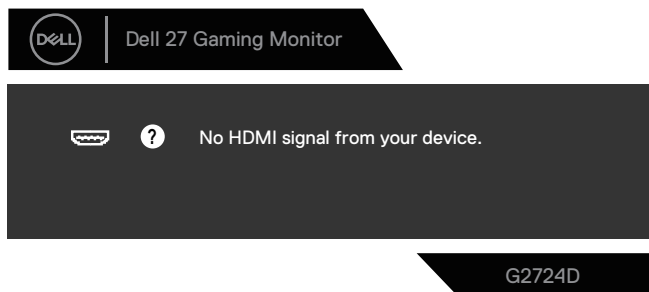 DELL
Dell 27 Gaming Monitor
?
No HDMI signal from your device.
G2724D